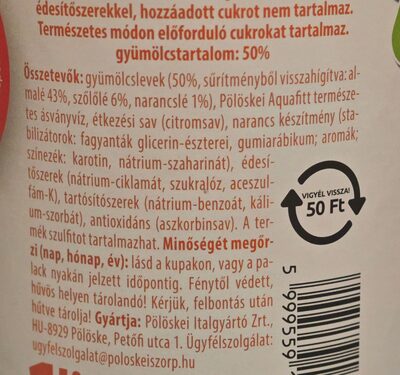 édesítőszerekkel, hozzáadott cukrot nem tartalmaz.
Természetes módon előforduló cukrokat tartalmaz.
gyümölcstartalom: 50%
Összetevők: gyümölcslevek (50%, sűrítményből visszahígítva: al-
malé 43%, szőlőlé 6%, narancslé 1%), Pölöskei Aquafitt természe-
tes ásványvíz, étkezési sav (citromsav), narancs készítmény (sta-
bilizátorok: fagyanták glicerin-észterei, gumiarábikum; aromák;
színezék: karotin, nátrium-szaharinát), édesí-
tőszerek (nátrium-ciklamát, szukralóz, aceszul-
fám-K), tartósítószerek (nátrium-benzoát, káli-
um-szorbát), antioxidáns (aszkorbinsav). A ter-
mék szulfitot tartalmazhat. Minőségét megőr-
zi (nap, hónap, év): lásd a kupakon, vagy a pa-
lack nyakán jelzett időpontig. Fénytől védett,
hűvös helyen tárolandó! Kérjük, felbontás után
hűtve tárolja! Gyártja: Pölöskei Italgyártó Zrt.,
HU-8929 Pölöske, Petőfi utca 1. Ügyfélszolgálat:
ugyfelszolgalat@poloskeiszorp.hu
VIGYÉL VISSZA!
50 Ft
5 999559